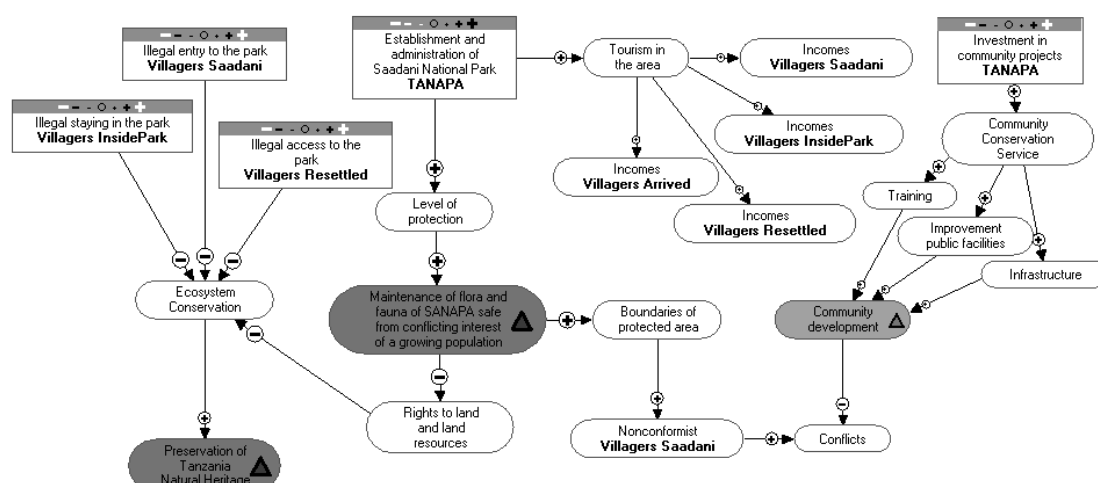 Illegal entry to the park
Villagers Saadani
Illegal staying in the park
Villagers InsidePark
Illegal access to the
park
Villagers Resettled
Establishment and
administration of
Saadani National Park
TANAPA
Tourism in
the area
Incomes
Villagers Saadani
Incomes
Villagers InsidePark
Incomes
Villagers Arrived
Incomes
Villagers Resettled
Investment in
community projects
TANAPA
Community
Conservation
Service
Training
Improvement
public facilities
Infrastructure
Level of
protection
Ecosystem
Conservation
Maintenance of flora and
fauna of SANAPA safe
from conflicting interest
of a growing population
Boundaries of
protected area
Community
development
Rights to land
and land
resources
Nonconformist
Villagers Saadani
Conflicts
Preservation of
Tanzania
Natural Heritage